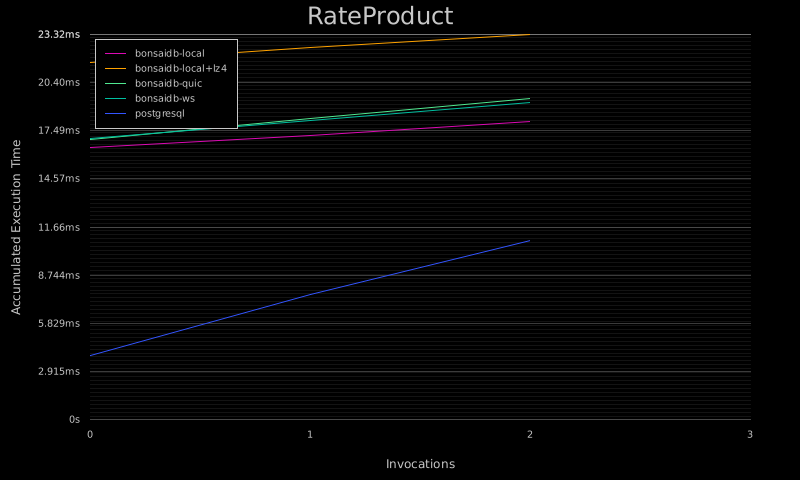 RateProduct
23.32ms
20.40ms
17.49ms
14.57ms
11.66ms
8.744ms
5.829ms
2.915ms
0s
bonsaidb-local
bonsaidb-local+lz4
bonsaidb-quic
bonsaidb-ws
postgresql
Accumulated Execution Time
0 1 2 3
Invocations